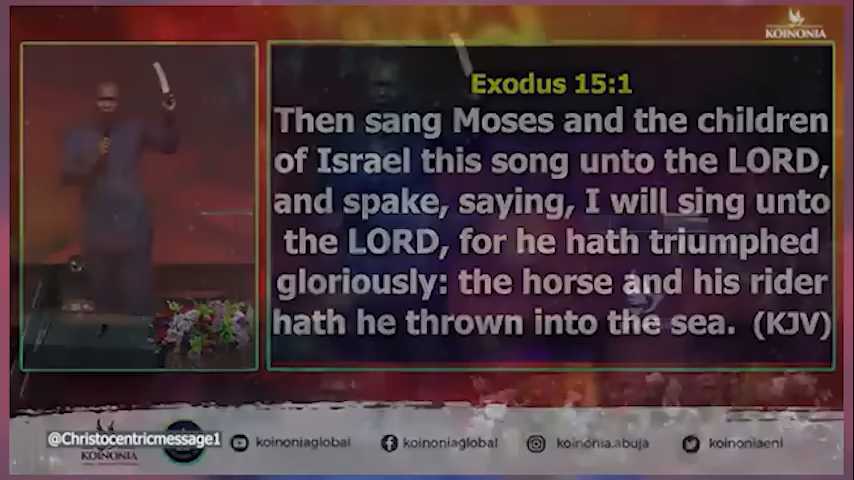 KOINONIA
Exodus 15:1
Then sang Moses and the children
of Israel this song unto the LORD,
and spake, saying, I will sing unto
the LORD, for he hath triumphed
gloriously: the horse and his rider
hath he thrown into the sea. (KJV)
@Christocentricmessage1
KOINONIA
koinoniaglobal
koinoniaglobal
koinonia.abuja
koinoniaeni